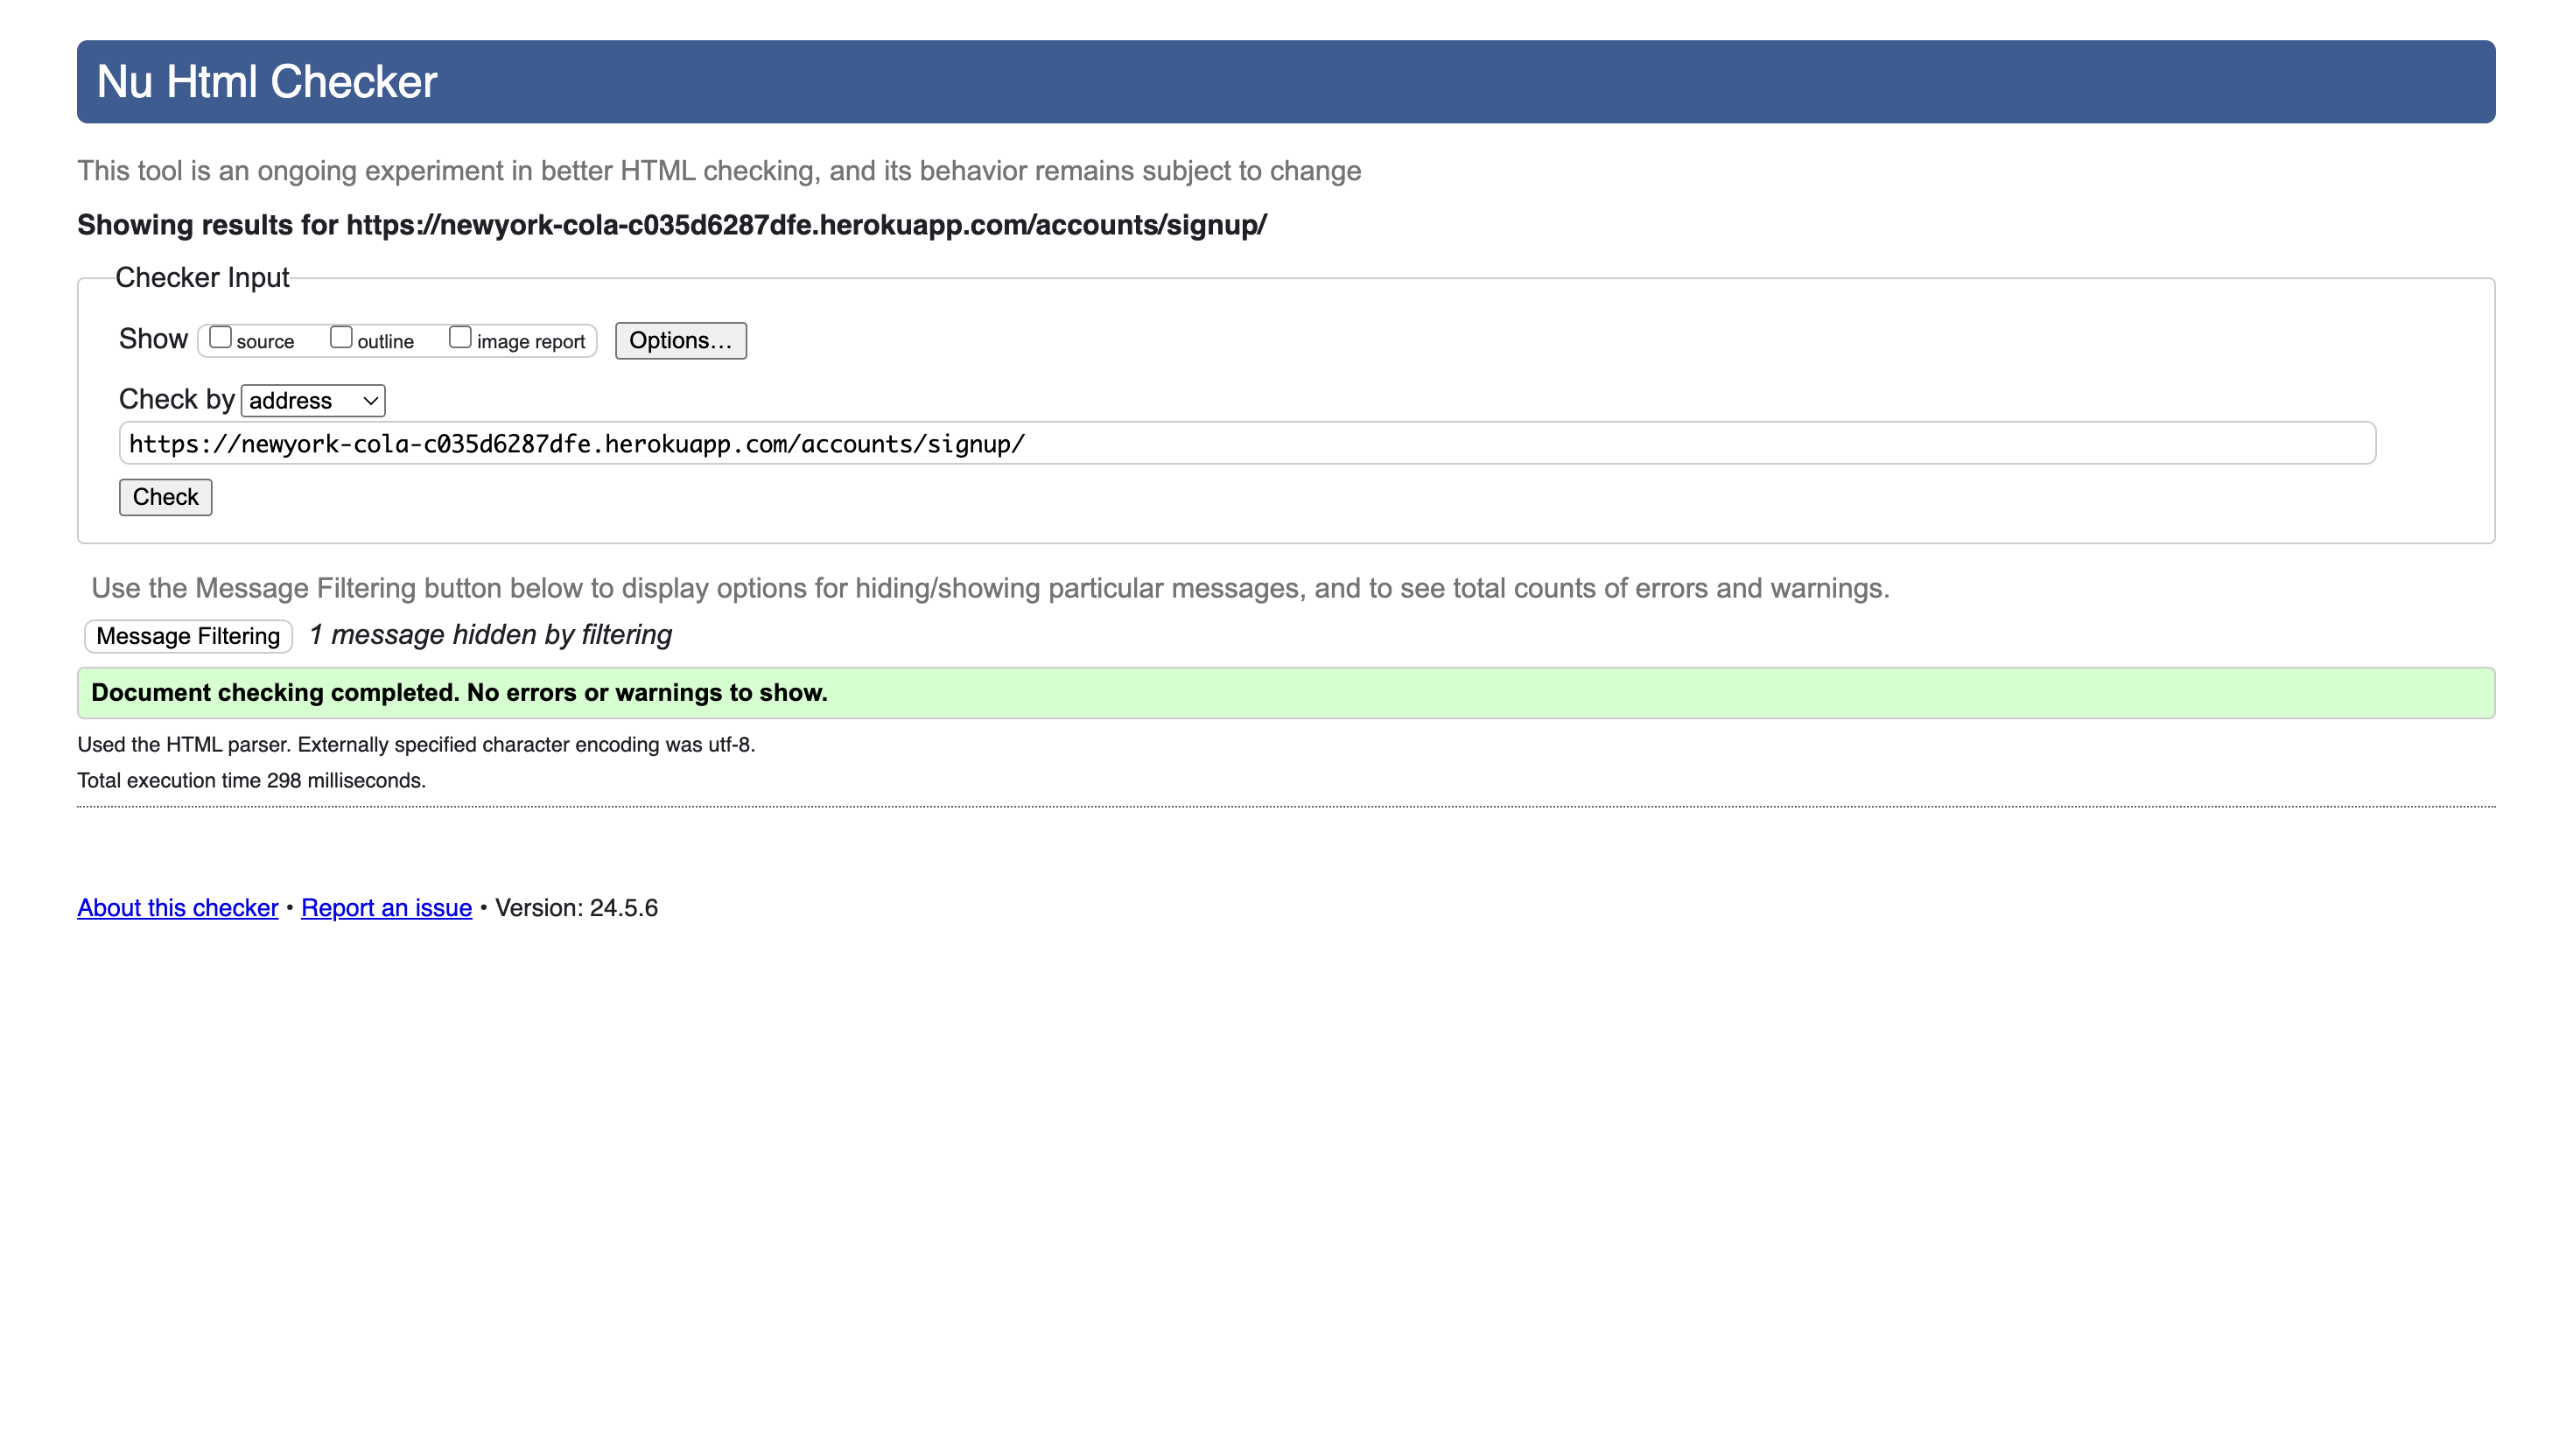 Nu Html Checker
This tool is an ongoing experiment in better HTML checking, and its behavior remains subject to change
Showing results for https://newyork-cola-c035d6287dfe.herokuapp.com/accounts/signup/
Checker Input
Show source outline image report Options...
Check by address
https://newyork-cola-c035d6287dfe.herokuapp.com/accounts/signup/
Check
Use the Message Filtering button below to display options for hiding/showing particular messages, and to see total counts of errors and warnings.
Message Filtering 1 message hidden by filtering
Document checking completed. No errors or warnings to show.
Used the HTML parser. Externally specified character encoding was utf-8.
Total execution time 298 milliseconds.
About this checker • Report an issue • Version: 24.5.6